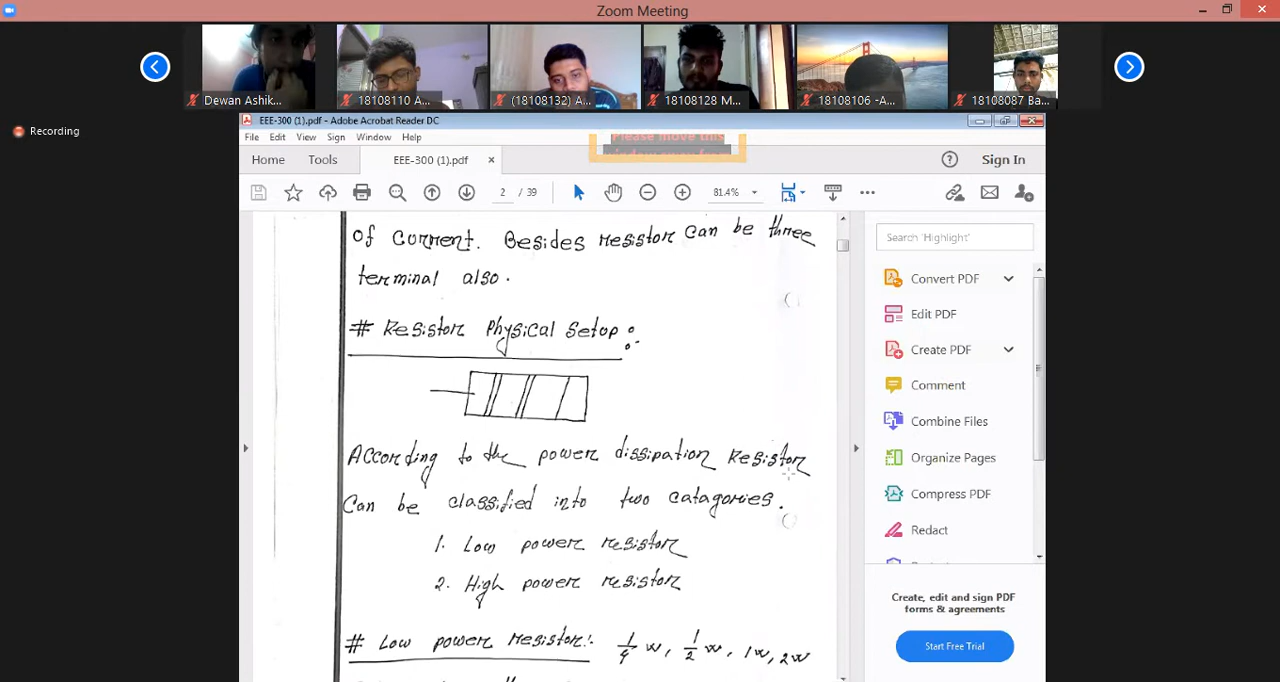 Zoom Meeting
Dewan Ashik...
18108110 A...
(18108132) A...
18108128 M...
18108106 -A...
18108087 Ba...
Recording
EEE-300 (1).pdf - Adobe Acrobat Reader DC
File Edit View Sign Window Help
Please move this
Home Tools EEE-300 (1).pdf × Sign In
2 / 39 81.4%
of current. Besides resistor can be three
terminal also.
# Resistor Physical Setup:
According to the power dissipation Resistor
Can be classified into two catagories.
1. Low power resistor
2. High power resistor
# Low power resistor: 1/4 w, 1/2 w, 1w, 2w
Search 'Highlight'
Convert PDF
Edit PDF
Create PDF
Comment
Combine Files
Organize Pages
Compress PDF
Redact
Create, edit and sign PDF
forms & agreements
Start Free Trial